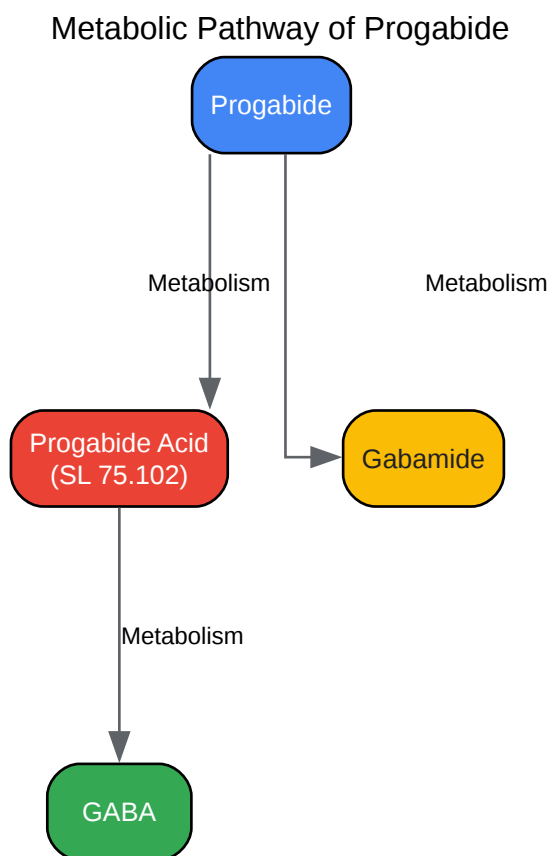 Metabolic Pathway of Progabide
Progabide
Metabolism
Metabolism
Progabide Acid
(SL 75.102)
Gabamide
Metabolism
GABA